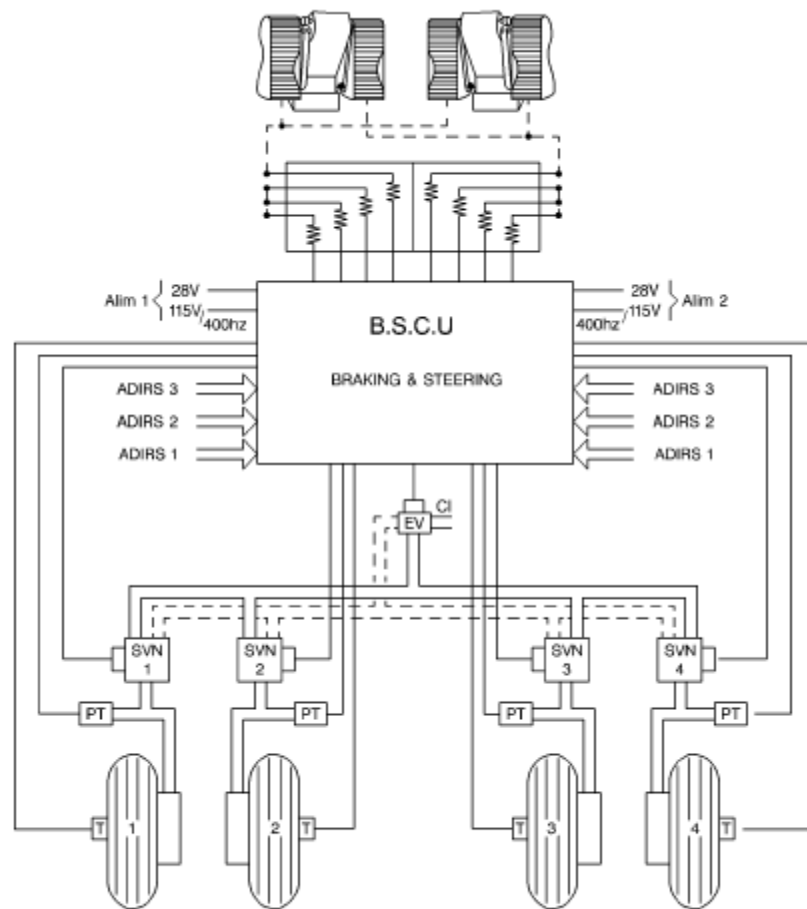 Alim 1 { 28V
115V/400hz
28V } Alim 2
400hz/115V
B.S.C.U
BRAKING & STEERING
ADIRS 3
ADIRS 3
ADIRS 2
ADIRS 2
ADIRS 1
ADIRS 1
CI
EV
SVN 1
SVN 2
SVN 3
SVN 4
PT
PT
PT
PT
T
1
2
T
T
3
4
T